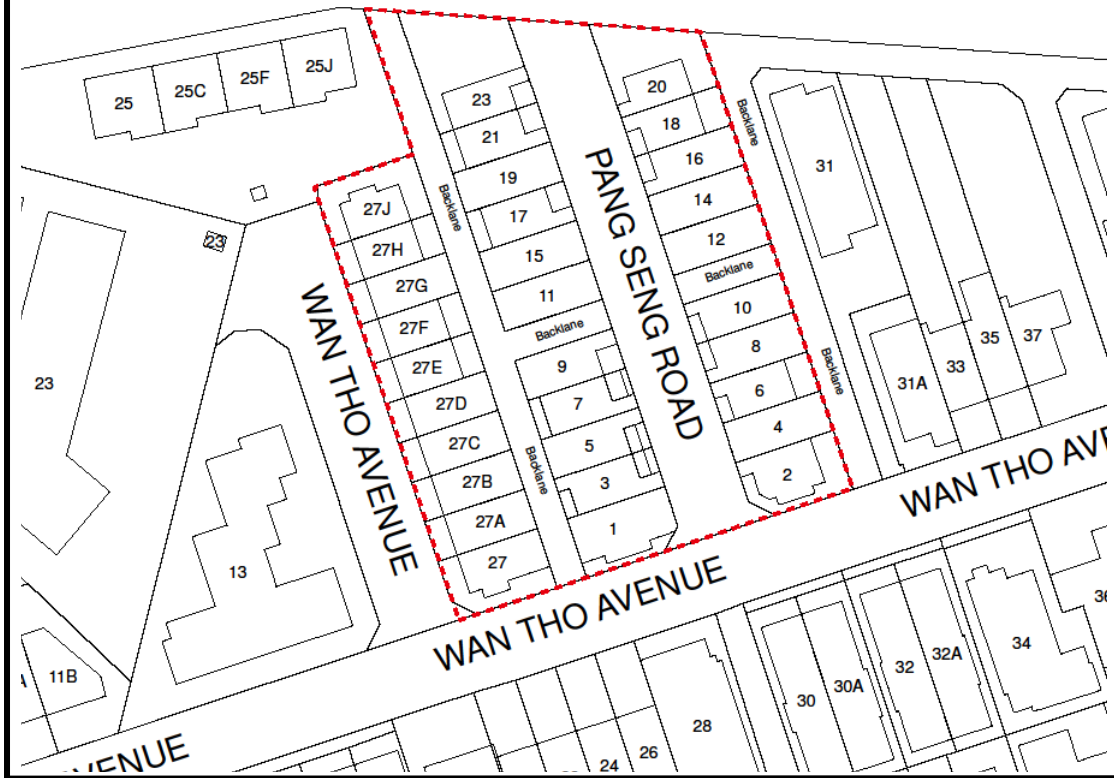 25
25C
25F
25J
23
21
19
17
15
11
Backlane
9
7
5
3
1
20
18
16
14
12
Backlane
10
8
6
4
2
Backlane
Backlane
31
31A
33
35
37
Backlane
Backlane
27J
27H
27G
27F
27E
27D
27C
27B
27A
27
PANG SENG ROAD
WAN THO AVENUE
23
23
13
11B
WAN THO AVENUE
WAN THO AVE
AVENUE
24
26
28
30
30A
32
32A
34
36